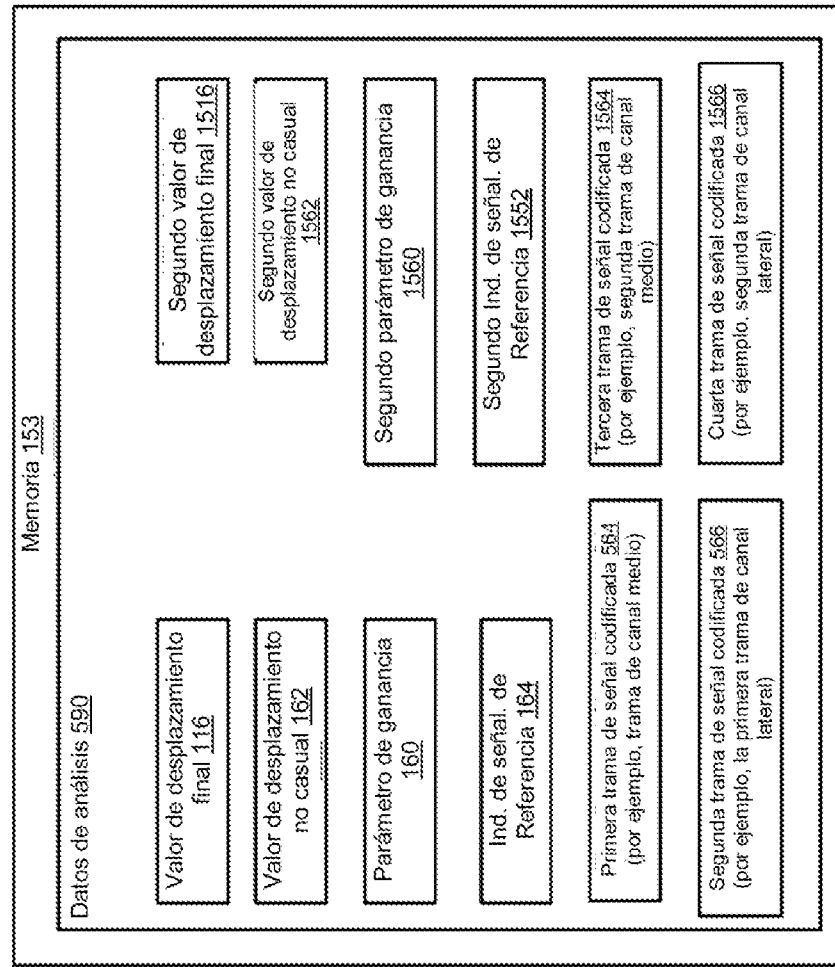 Memoria 153
Datos de análisis 590
Valor de desplazamiento
final 116
Segundo valor de
desplazamiento final 1516
Valor de desplazamiento
no casual 162
Segundo valor de
desplazamiento no casual
1562
Parámetro de ganancia
160
Segundo parámetro de ganancia
1560
Ind. de señal. de
Referencia 164
Segundo Ind. de señal. de
Referencia 1552
Primera trama de señal codificada 564
(por ejemplo, trama de canal medio)
Tercera trama de señal codificada 1564
(por ejemplo, segunda trama de canal
medio)
Segunda trama de señal codificada 566
(por ejemplo, la primera trama de canal
lateral)
Cuarta trama de señal codificada 1566
(por ejemplo, segunda trama de canal
lateral)